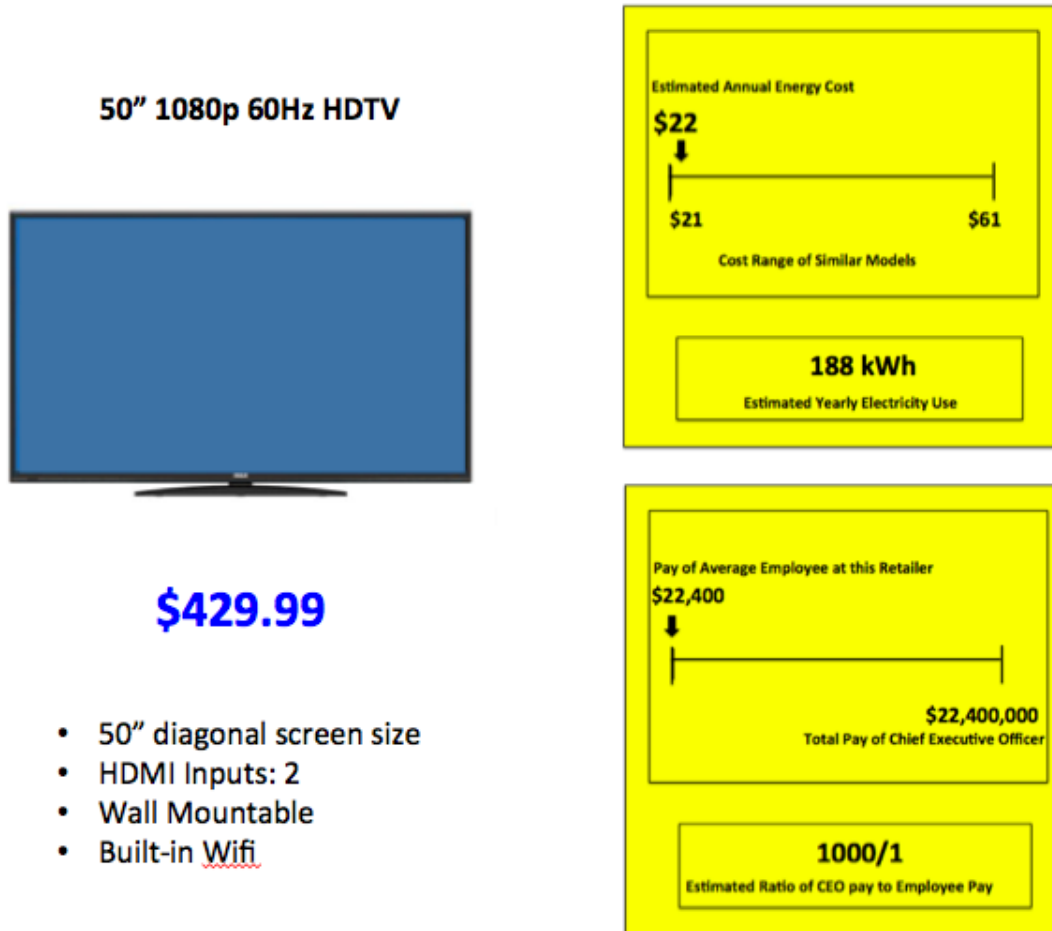 50” 1080p 60Hz HDTV
$429.99
• 50” diagonal screen size
• HDMI Inputs: 2
• Wall Mountable
• Built-in Wifi
Estimated Annual Energy Cost
$22
$21 $61
Cost Range of Similar Models
188 kWh
Estimated Yearly Electricity Use
Pay of Average Employee at this Retailer
$22,400
$22,400,000
Total Pay of Chief Executive Officer
1000/1
Estimated Ratio of CEO pay to Employee Pay